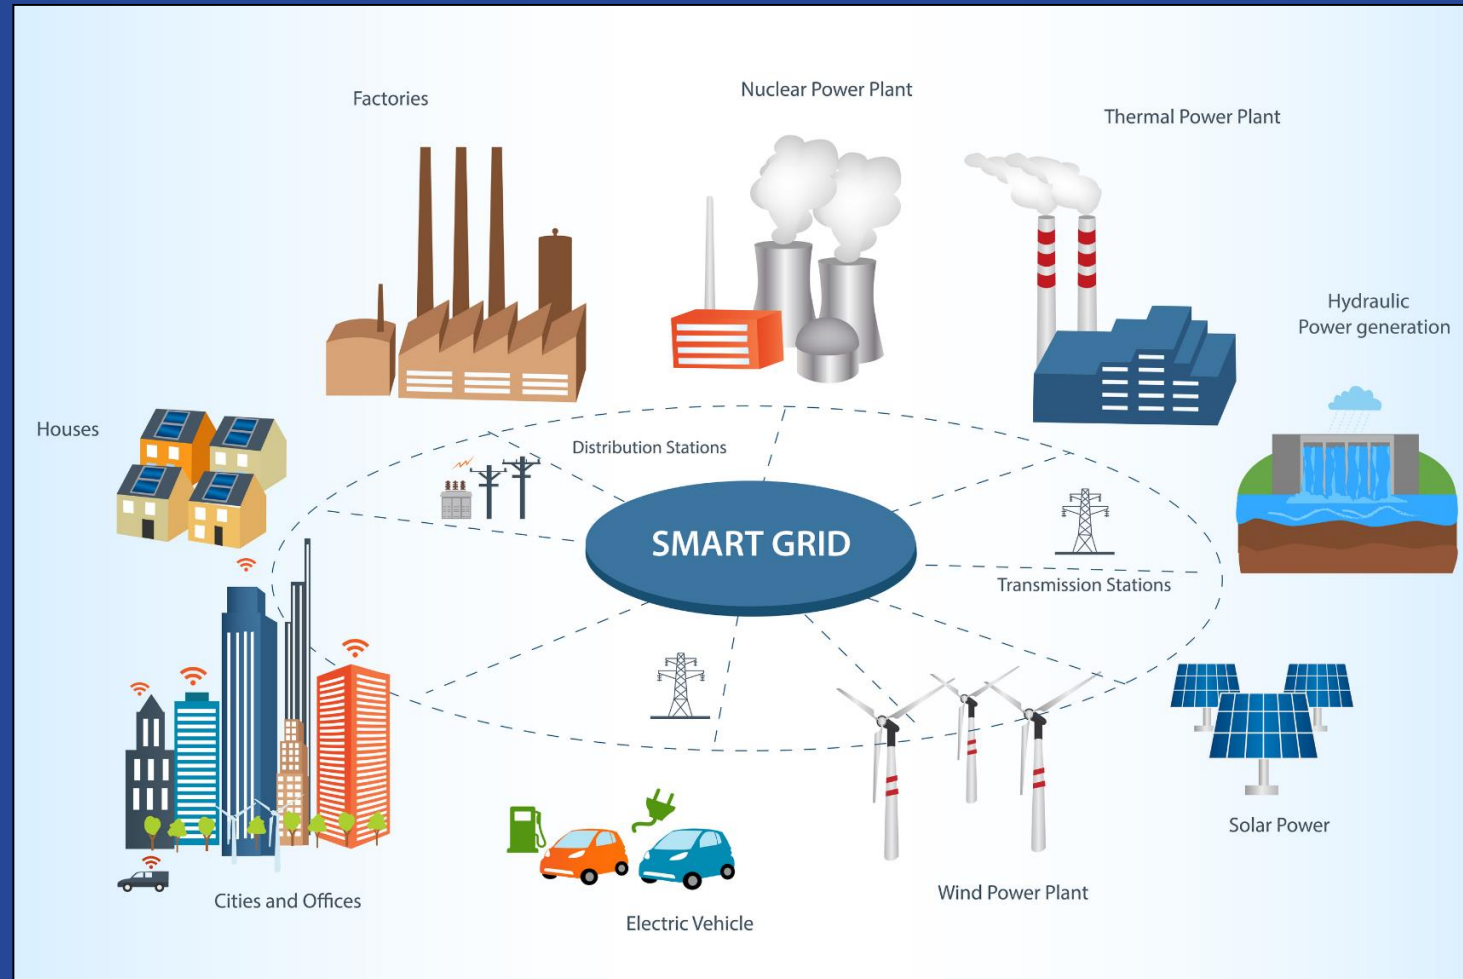 Nuclear Power Plant
Factories
Thermal Power Plant
Hydraulic
Power generation
Houses
Distribution Stations
SMART GRID
Transmission Stations
Solar Power
Wind Power Plant
Cities and Offices
Electric Vehicle